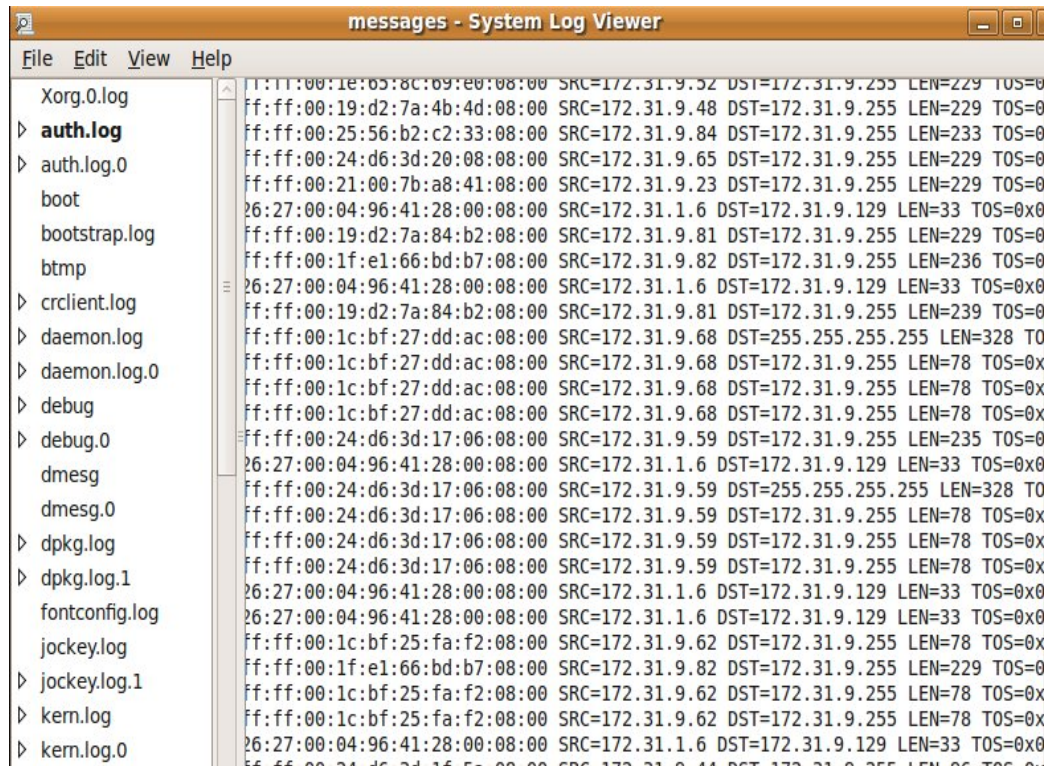 messages - System Log Viewer
File Edit View Help
Xorg.0.log
auth.log
auth.log.0
boot
bootstrap.log
btmp
crclient.log
daemon.log
daemon.log.0
debug
debug.0
dmesg
dmesg.0
dpkg.log
dpkg.log.1
fontconfig.log
jockey.log
jockey.log.1
kern.log
kern.log.0
ff:ff:00:1e:65:8c:69:e0:08:00 SRC=172.31.9.52 DST=172.31.9.255 LEN=229 TOS=0
ff:ff:00:19:d2:7a:4b:4d:08:00 SRC=172.31.9.48 DST=172.31.9.255 LEN=229 TOS=0
ff:ff:00:25:56:b2:c2:33:08:00 SRC=172.31.9.84 DST=172.31.9.255 LEN=233 TOS=0
ff:ff:00:24:d6:3d:20:08:08:00 SRC=172.31.9.65 DST=172.31.9.255 LEN=229 TOS=0
ff:ff:00:21:00:7b:a8:41:08:00 SRC=172.31.9.23 DST=172.31.9.255 LEN=229 TOS=0
26:27:00:04:96:41:28:00:08:00 SRC=172.31.1.6 DST=172.31.9.129 LEN=33 TOS=0x0
ff:ff:00:19:d2:7a:84:b2:08:00 SRC=172.31.9.81 DST=172.31.9.255 LEN=229 TOS=0
ff:ff:00:1f:e1:66:bd:b7:08:00 SRC=172.31.9.82 DST=172.31.9.255 LEN=236 TOS=0
26:27:00:04:96:41:28:00:08:00 SRC=172.31.1.6 DST=172.31.9.129 LEN=33 TOS=0x0
ff:ff:00:19:d2:7a:84:b2:08:00 SRC=172.31.9.81 DST=172.31.9.255 LEN=239 TOS=0
ff:ff:00:1c:bf:27:dd:ac:08:00 SRC=172.31.9.68 DST=255.255.255.255 LEN=328 TO
ff:ff:00:1c:bf:27:dd:ac:08:00 SRC=172.31.9.68 DST=172.31.9.255 LEN=78 TOS=0x
ff:ff:00:1c:bf:27:dd:ac:08:00 SRC=172.31.9.68 DST=172.31.9.255 LEN=78 TOS=0x
ff:ff:00:1c:bf:27:dd:ac:08:00 SRC=172.31.9.68 DST=172.31.9.255 LEN=78 TOS=0x
ff:ff:00:24:d6:3d:17:06:08:00 SRC=172.31.9.59 DST=172.31.9.255 LEN=235 TOS=0
26:27:00:04:96:41:28:00:08:00 SRC=172.31.1.6 DST=172.31.9.129 LEN=33 TOS=0x0
ff:ff:00:24:d6:3d:17:06:08:00 SRC=172.31.9.59 DST=255.255.255.255 LEN=328 TO
ff:ff:00:24:d6:3d:17:06:08:00 SRC=172.31.9.59 DST=172.31.9.255 LEN=78 TOS=0x
ff:ff:00:24:d6:3d:17:06:08:00 SRC=172.31.9.59 DST=172.31.9.255 LEN=78 TOS=0x
ff:ff:00:24:d6:3d:17:06:08:00 SRC=172.31.9.59 DST=172.31.9.255 LEN=78 TOS=0x
26:27:00:04:96:41:28:00:08:00 SRC=172.31.1.6 DST=172.31.9.129 LEN=33 TOS=0x0
26:27:00:04:96:41:28:00:08:00 SRC=172.31.1.6 DST=172.31.9.129 LEN=33 TOS=0x0
ff:ff:00:1c:bf:25:fa:f2:08:00 SRC=172.31.9.62 DST=172.31.9.255 LEN=78 TOS=0x
ff:ff:00:1f:e1:66:bd:b7:08:00 SRC=172.31.9.82 DST=172.31.9.255 LEN=229 TOS=0
ff:ff:00:1c:bf:25:fa:f2:08:00 SRC=172.31.9.62 DST=172.31.9.255 LEN=78 TOS=0x
ff:ff:00:1c:bf:25:fa:f2:08:00 SRC=172.31.9.62 DST=172.31.9.255 LEN=78 TOS=0x
26:27:00:04:96:41:28:00:08:00 SRC=172.31.1.6 DST=172.31.9.129 LEN=33 TOS=0x0